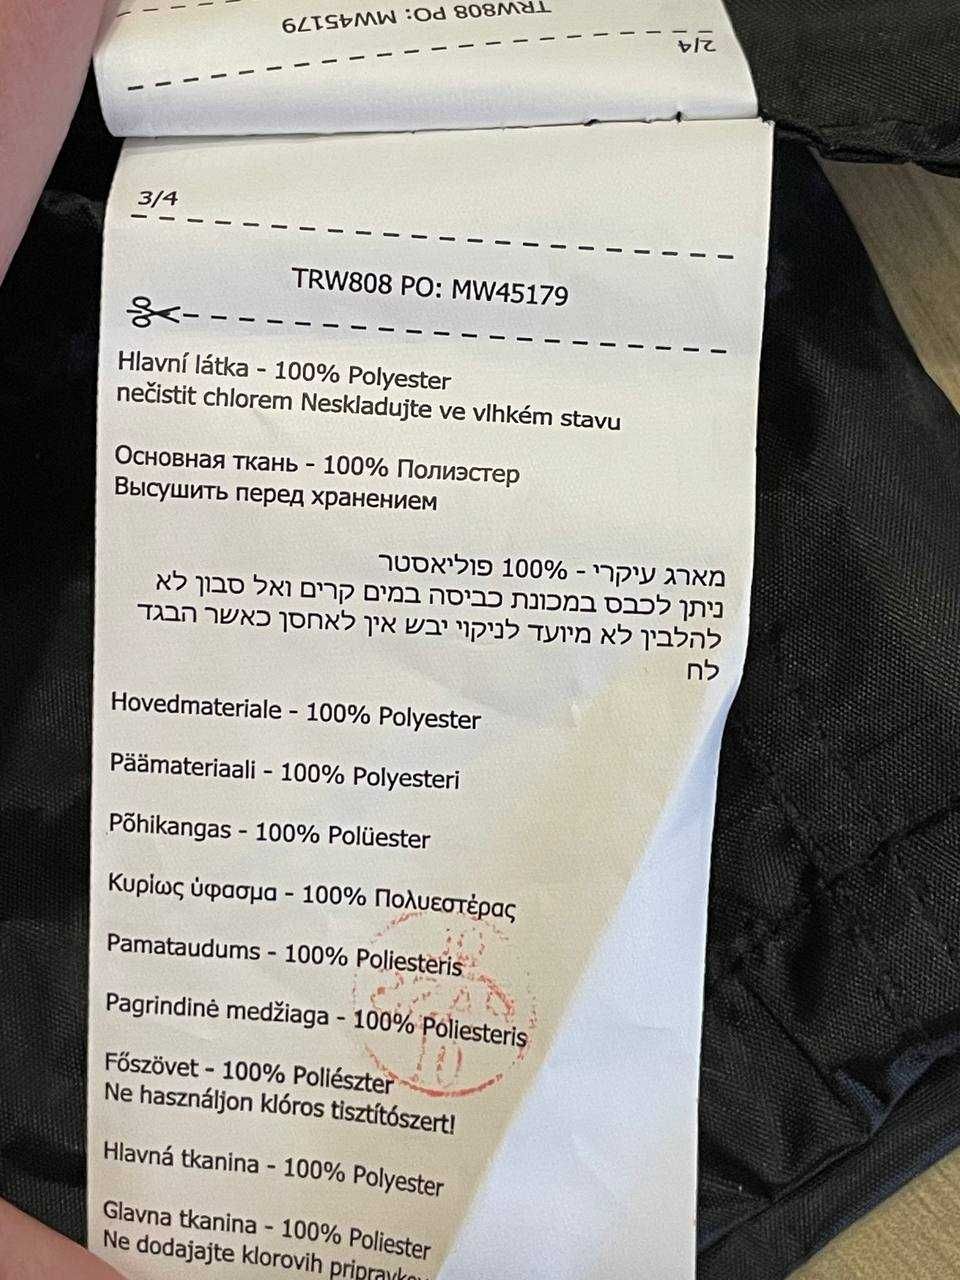 TRW808 PO: MW45179
2/4
3/4
TRW808 PO: MW45179
Hlavní látka - 100% Polyester
nečistit chlorem Neskladujte ve vlhkém stavu
Основная ткань - 100% Полиэстер
Высушить перед хранением
מארג עיקרי - 100% פוליאסטר
ניתן לכבס במכונת כביסה במים קרים ואל סבון לא
להלבין לא מיועד לניקוי יבש אין לאחסן כאשר הבגד
לח
Hovedmateriale - 100% Polyester
Päämateriaali - 100% Polyesteri
Põhikangas - 100% Polüester
Κυρίως ύφασμα - 100% Πολυεστέρας
Pamataudums - 100% Poliesteris
Pagrindinė medžiaga - 100% Poliesteris
Főszövet - 100% Poliészter
Ne használjon klóros tisztítószert!
Hlavná tkanina - 100% Polyester
Glavna tkanina - 100% Poliester
Ne dodajajte klorovih